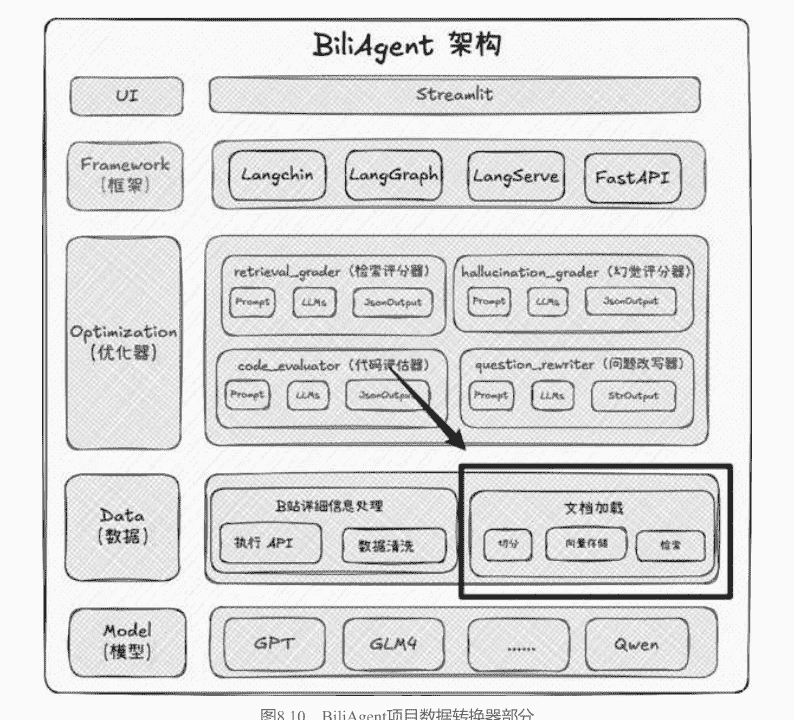 BiliAgent 架构
UI
Streamlit
Framework
(框架)
Langchin
LangGraph
LangServe
FastAPI
Optimization
(优化器)
retrieval_grader (检索评分器)
Prompt
LLMs
JsonOutput
hallucination_grader (幻觉评分器)
Prompt
LLMs
JsonOutput
code_evaluator (代码评估器)
Prompt
LLMs
JsonOutput
question_rewriter (问题改写器)
Prompt
LLMs
StrOutput
Data
(数据)
B站详细信息处理
执行 API
数据清洗
文档加载
切分
向量存储
检索
Model
(模型)
GPT
GLM4
......
Qwen
图8.10 BiliAgent项目数据转换器部分